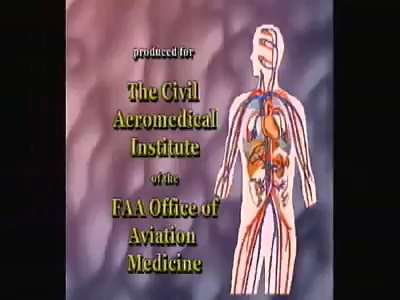 produced for
The Civil
Aeromedical
Institute
of the
FAA Office of
Aviation
Medicine